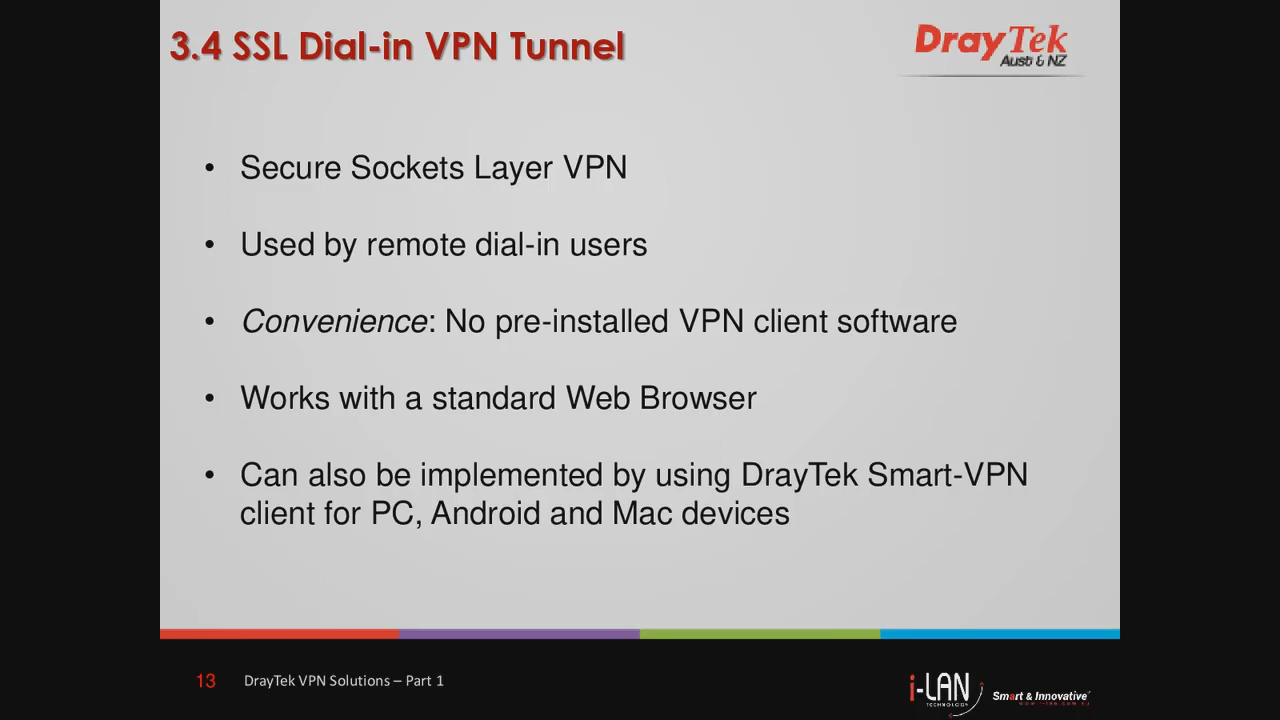 3.4 SSL Dial-in VPN Tunnel
DrayTek
Aust & NZ
• Secure Sockets Layer VPN
• Used by remote dial-in users
• Convenience: No pre-installed VPN client software
• Works with a standard Web Browser
• Can also be implemented by using DrayTek Smart-VPN
client for PC, Android and Mac devices
13 DrayTek VPN Solutions – Part 1
i-LAN
TECHNOLOGY
Smart & Innovative